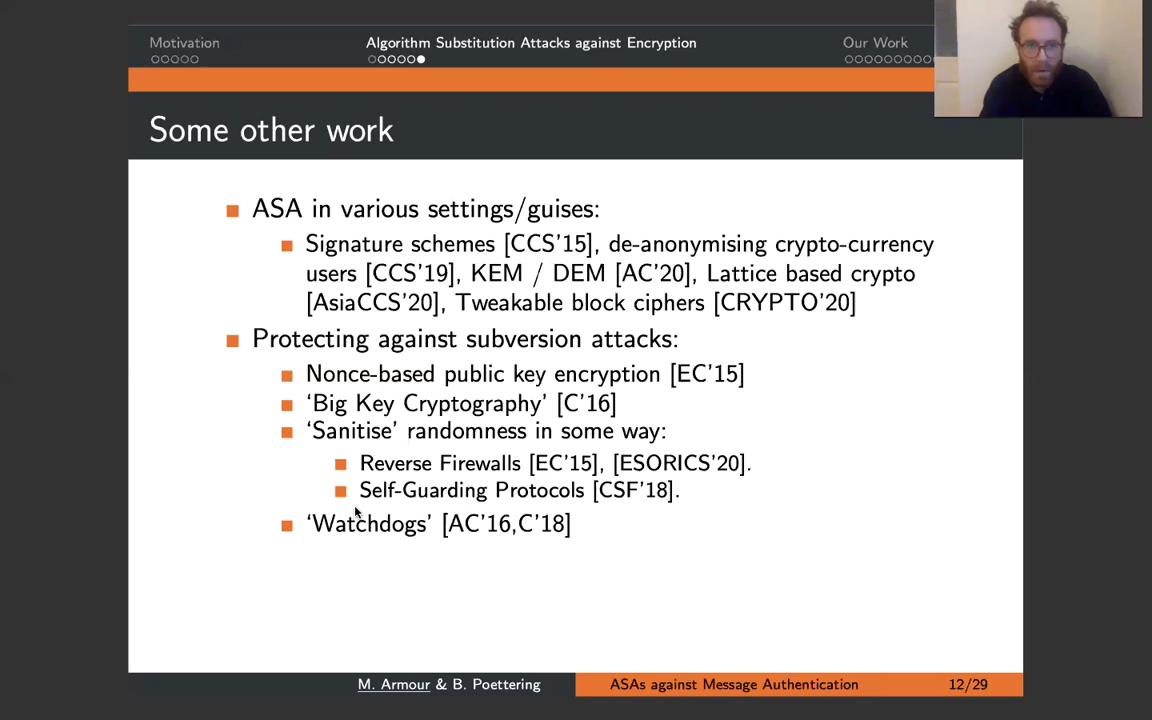 Motivation
Algorithm Substitution Attacks against Encryption
Our Work
Some other work
ASA in various settings/guises:
Signature schemes [CCS'15], de-anonymising crypto-currency
users [CCS'19], KEM / DEM [AC'20], Lattice based crypto
[AsiaCCS'20], Tweakable block ciphers [CRYPTO'20]
Protecting against subversion attacks:
Nonce-based public key encryption [EC'15]
'Big Key Cryptography' [C'16]
'Sanitise' randomness in some way:
Reverse Firewalls [EC'15], [ESORICS'20].
Self-Guarding Protocols [CSF'18].
'Watchdogs' [AC'16,C'18]
M. Armour & B. Poettering
ASAs against Message Authentication
12/29